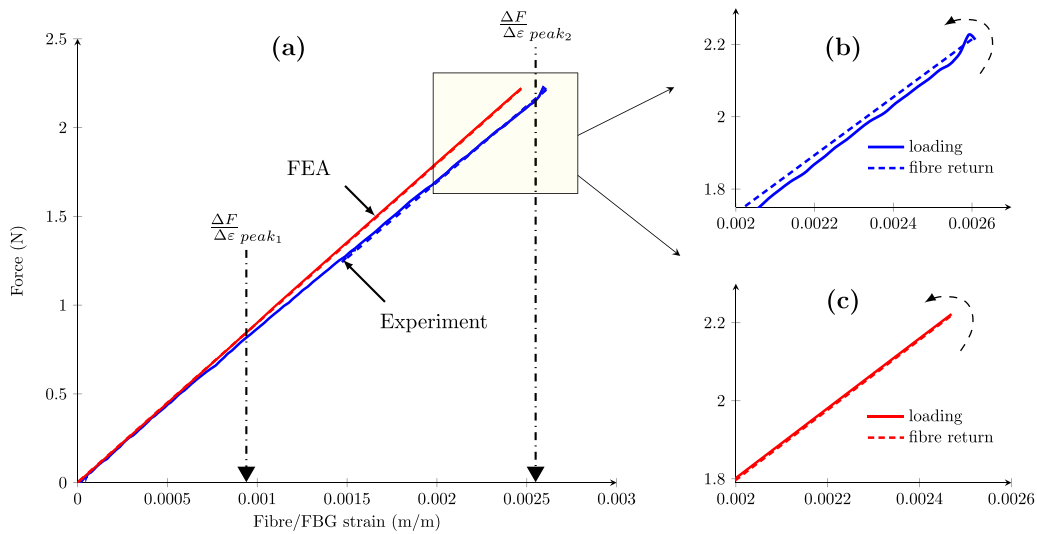 (a)
ΔF/Δε peak₂
2.5
2
1.5
1
0.5
0
Force (N)
FEA
ΔF/Δε peak₁
Experiment
0 0.0005 0.001 0.0015 0.002 0.0025 0.003
Fibre/FBG strain (m/m)
(b)
2.2
2
1.8
loading
fibre return
0.002 0.0022 0.0024 0.0026
(c)
2.2
2
1.8
loading
fibre return
0.002 0.0022 0.0024 0.0026